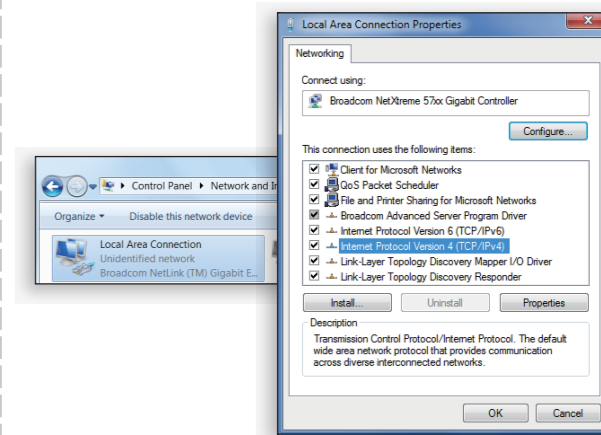 Local Area Connection Properties
Networking
Connect using:
Broadcom NetXtreme 57xx Gigabit Controller
Configure...
This connection uses the following items:
Client for Microsoft Networks
QoS Packet Scheduler
File and Printer Sharing for Microsoft Networks
Broadcom Advanced Server Program Driver
Internet Protocol Version 6 (TCP/IPv6)
Internet Protocol Version 4 (TCP/IPv4)
Link-Layer Topology Discovery Mapper I/O Driver
Link-Layer Topology Discovery Responder
Install...
Uninstall
Properties
Description
Transmission Control Protocol/Internet Protocol. The default
wide area network protocol that provides communication
across diverse interconnected networks.
OK
Cancel
Control Panel
Network and
Organize
Disable this network device
Local Area Connection
Unidentified network
Broadcom NetLink (TM) Gigabit E...